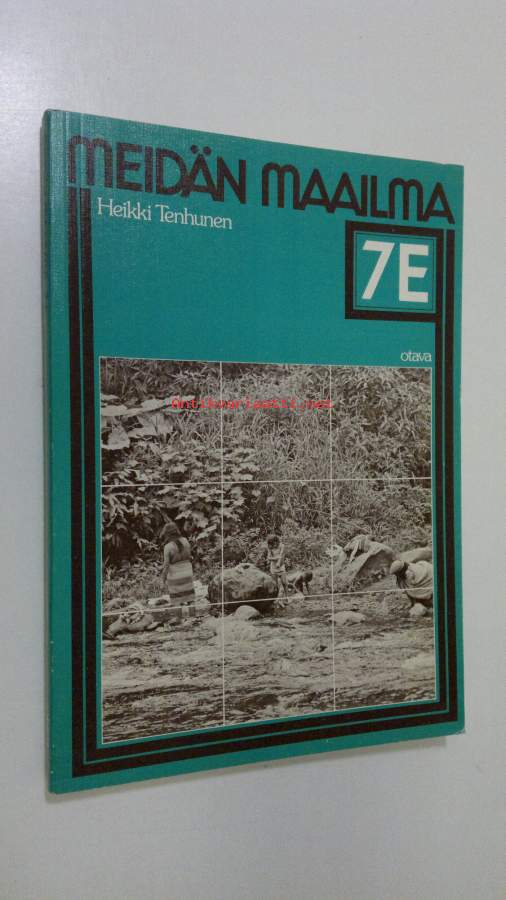 MEIDÄN MAAILMA
Heikki Tenhunen
7E
otava
Antikvariaatti.net